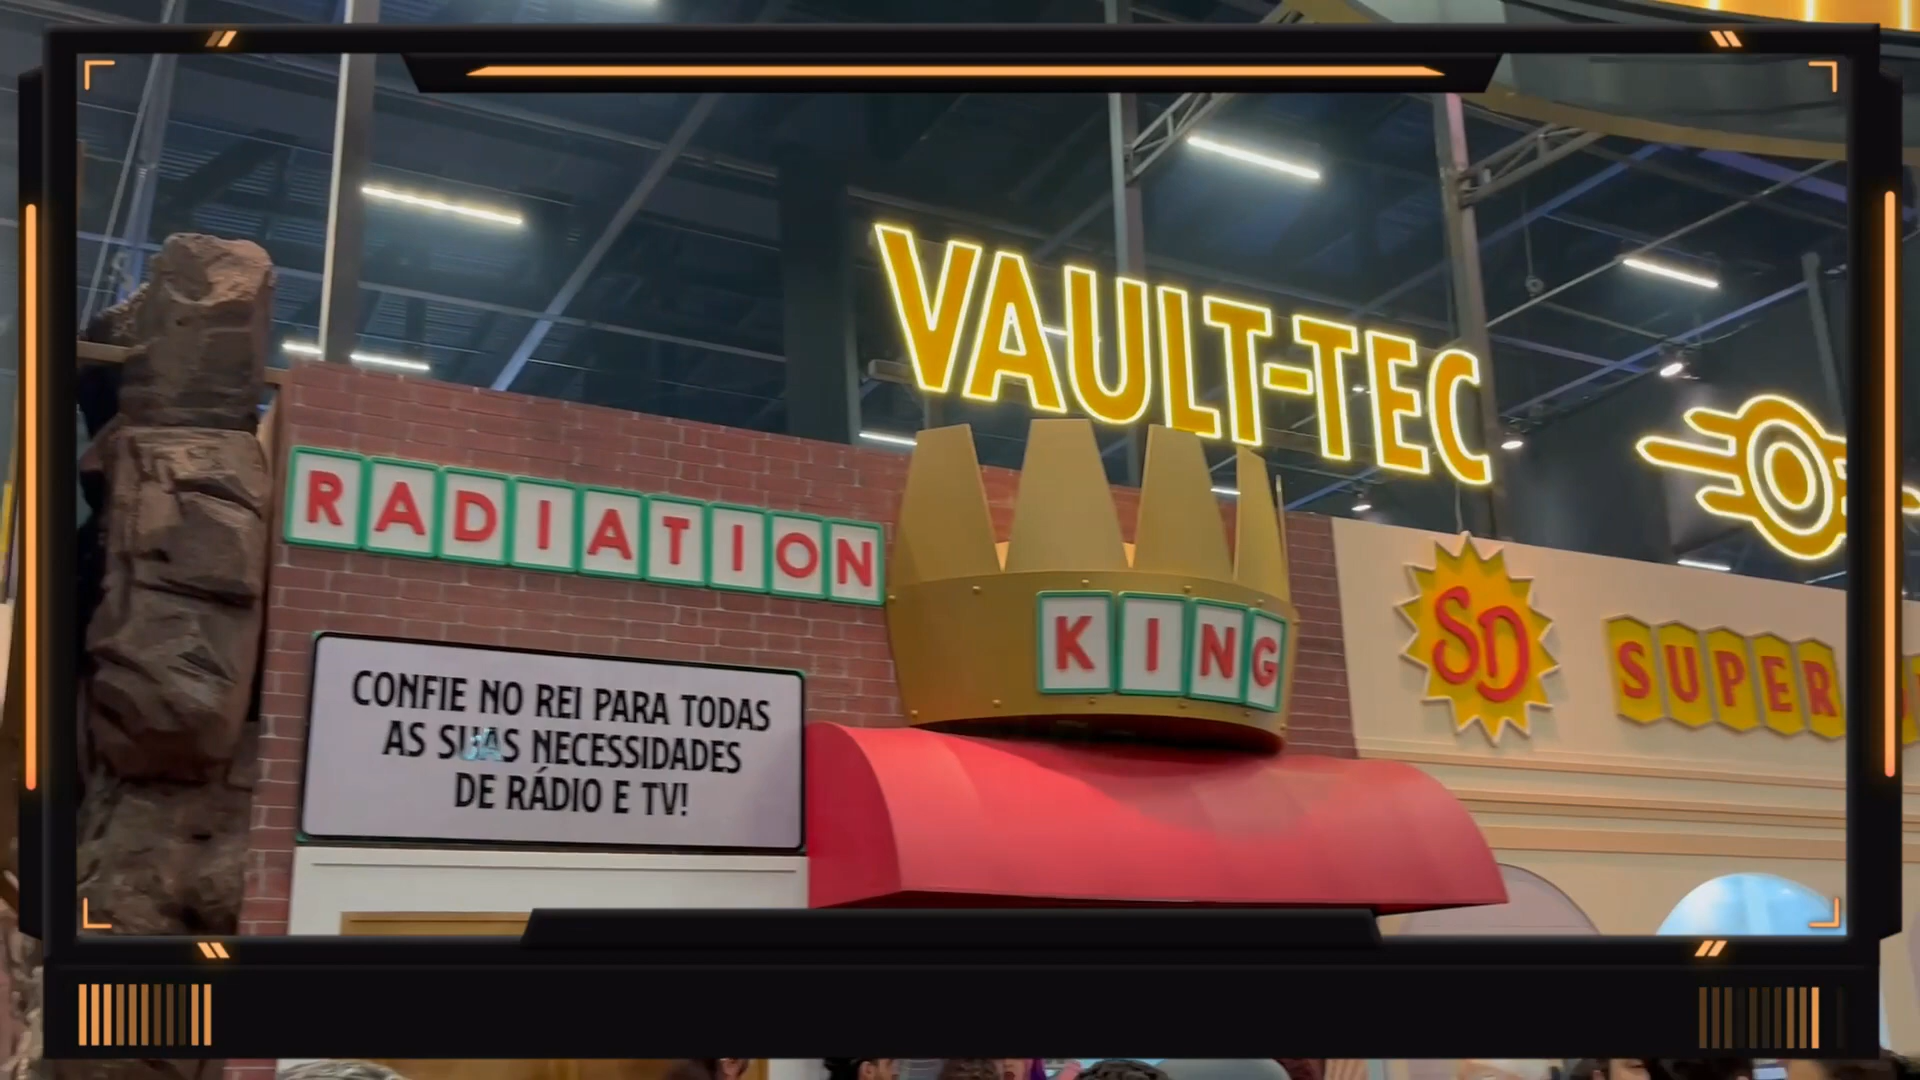 VAULT-TEC
RADIATION
KING
SD
SUPER
CONFIE NO REI PARA TODAS
AS SUAS NECESSIDADES
DE RÁDIO E TV!